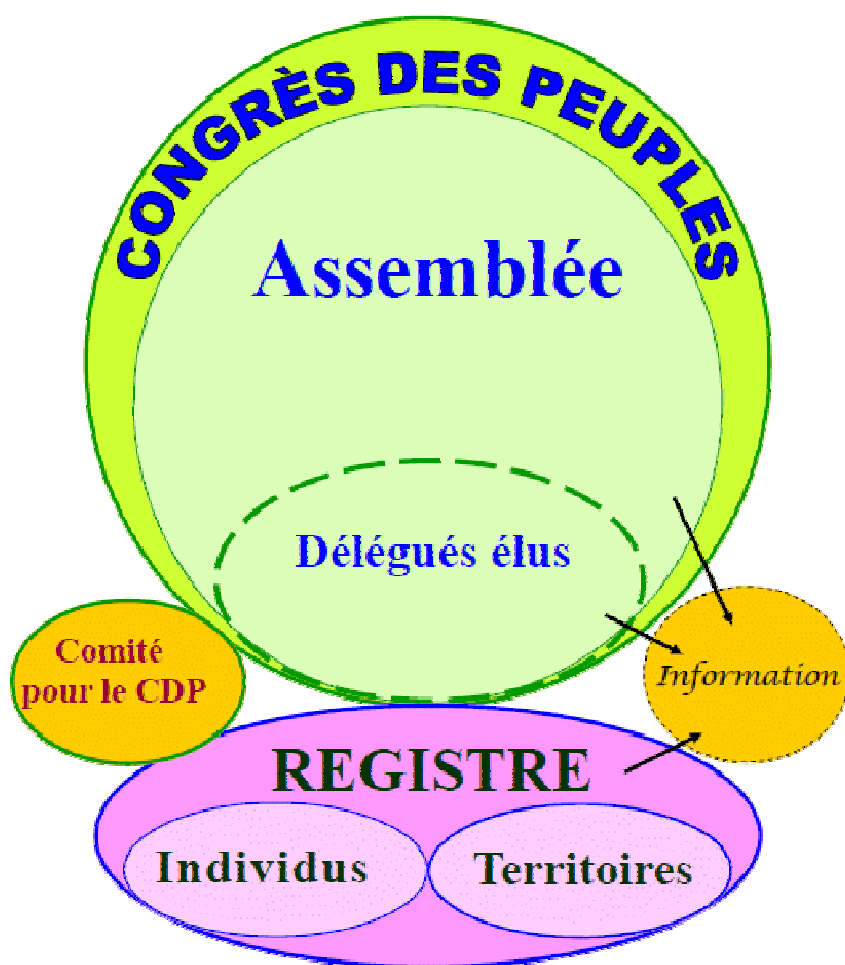 CONGRÈS DES PEUPLES
Assemblée
Délégués élus
Comité
pour le CDP
Information
REGISTRE
Individus
Territoires